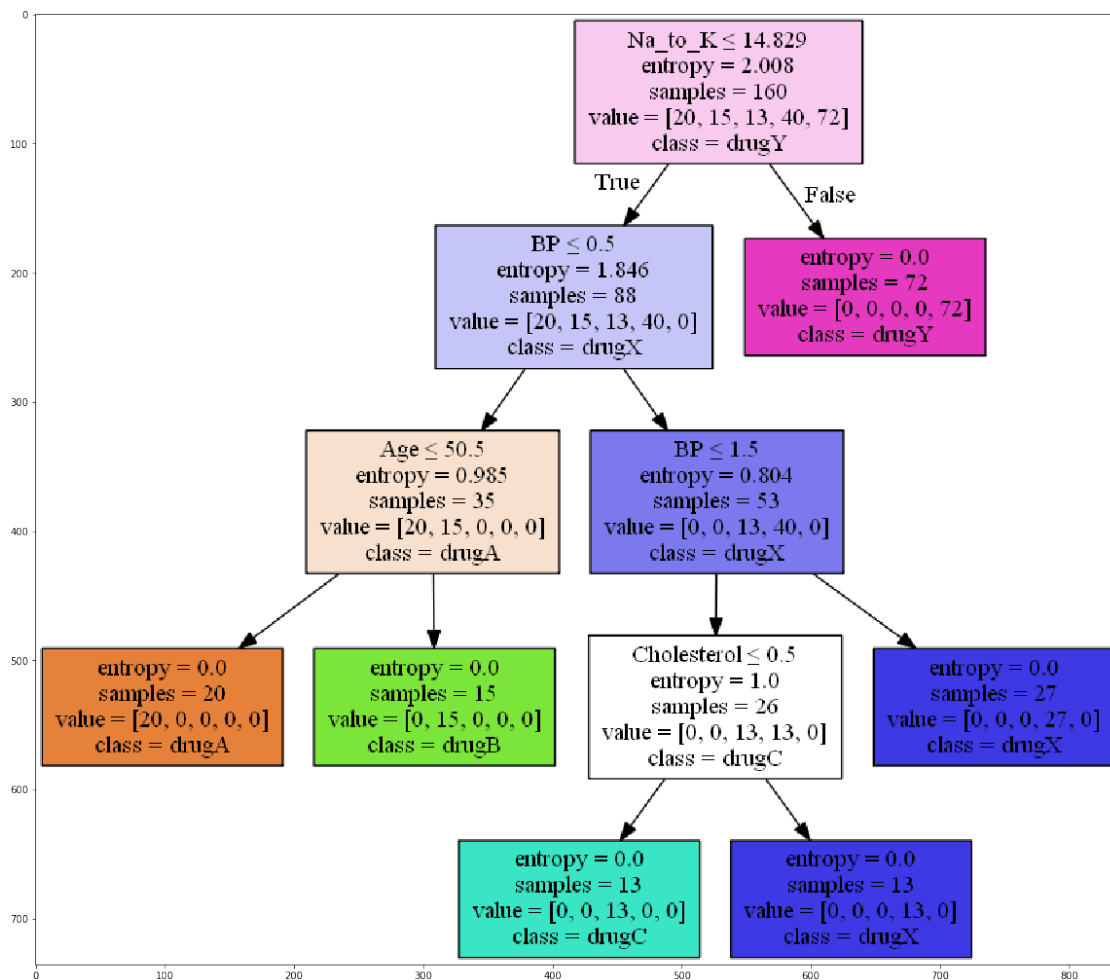 0
100
200
300
400
500
600
700
Na_to_K ≤ 14.829
entropy = 2.008
samples = 160
value = [20, 15, 13, 40, 72]
class = drugY
True
False
BP ≤ 0.5
entropy = 1.846
samples = 88
value = [20, 15, 13, 40, 0]
class = drugX
entropy = 0.0
samples = 72
value = [0, 0, 0, 0, 72]
class = drugY
Age ≤ 50.5
entropy = 0.985
samples = 35
value = [20, 15, 0, 0, 0]
class = drugA
BP ≤ 1.5
entropy = 0.804
samples = 53
value = [0, 0, 13, 40, 0]
class = drugX
entropy = 0.0
samples = 20
value = [20, 0, 0, 0, 0]
class = drugA
entropy = 0.0
samples = 15
value = [0, 15, 0, 0, 0]
class = drugB
Cholesterol ≤ 0.5
entropy = 1.0
samples = 26
value = [0, 0, 13, 13, 0]
class = drugC
entropy = 0.0
samples = 27
value = [0, 0, 0, 27, 0]
class = drugX
entropy = 0.0
samples = 13
value = [0, 0, 13, 0, 0]
class = drugC
entropy = 0.0
samples = 13
value = [0, 0, 0, 13, 0]
class = drugX
0 100 200 300 400 500 600 700 800